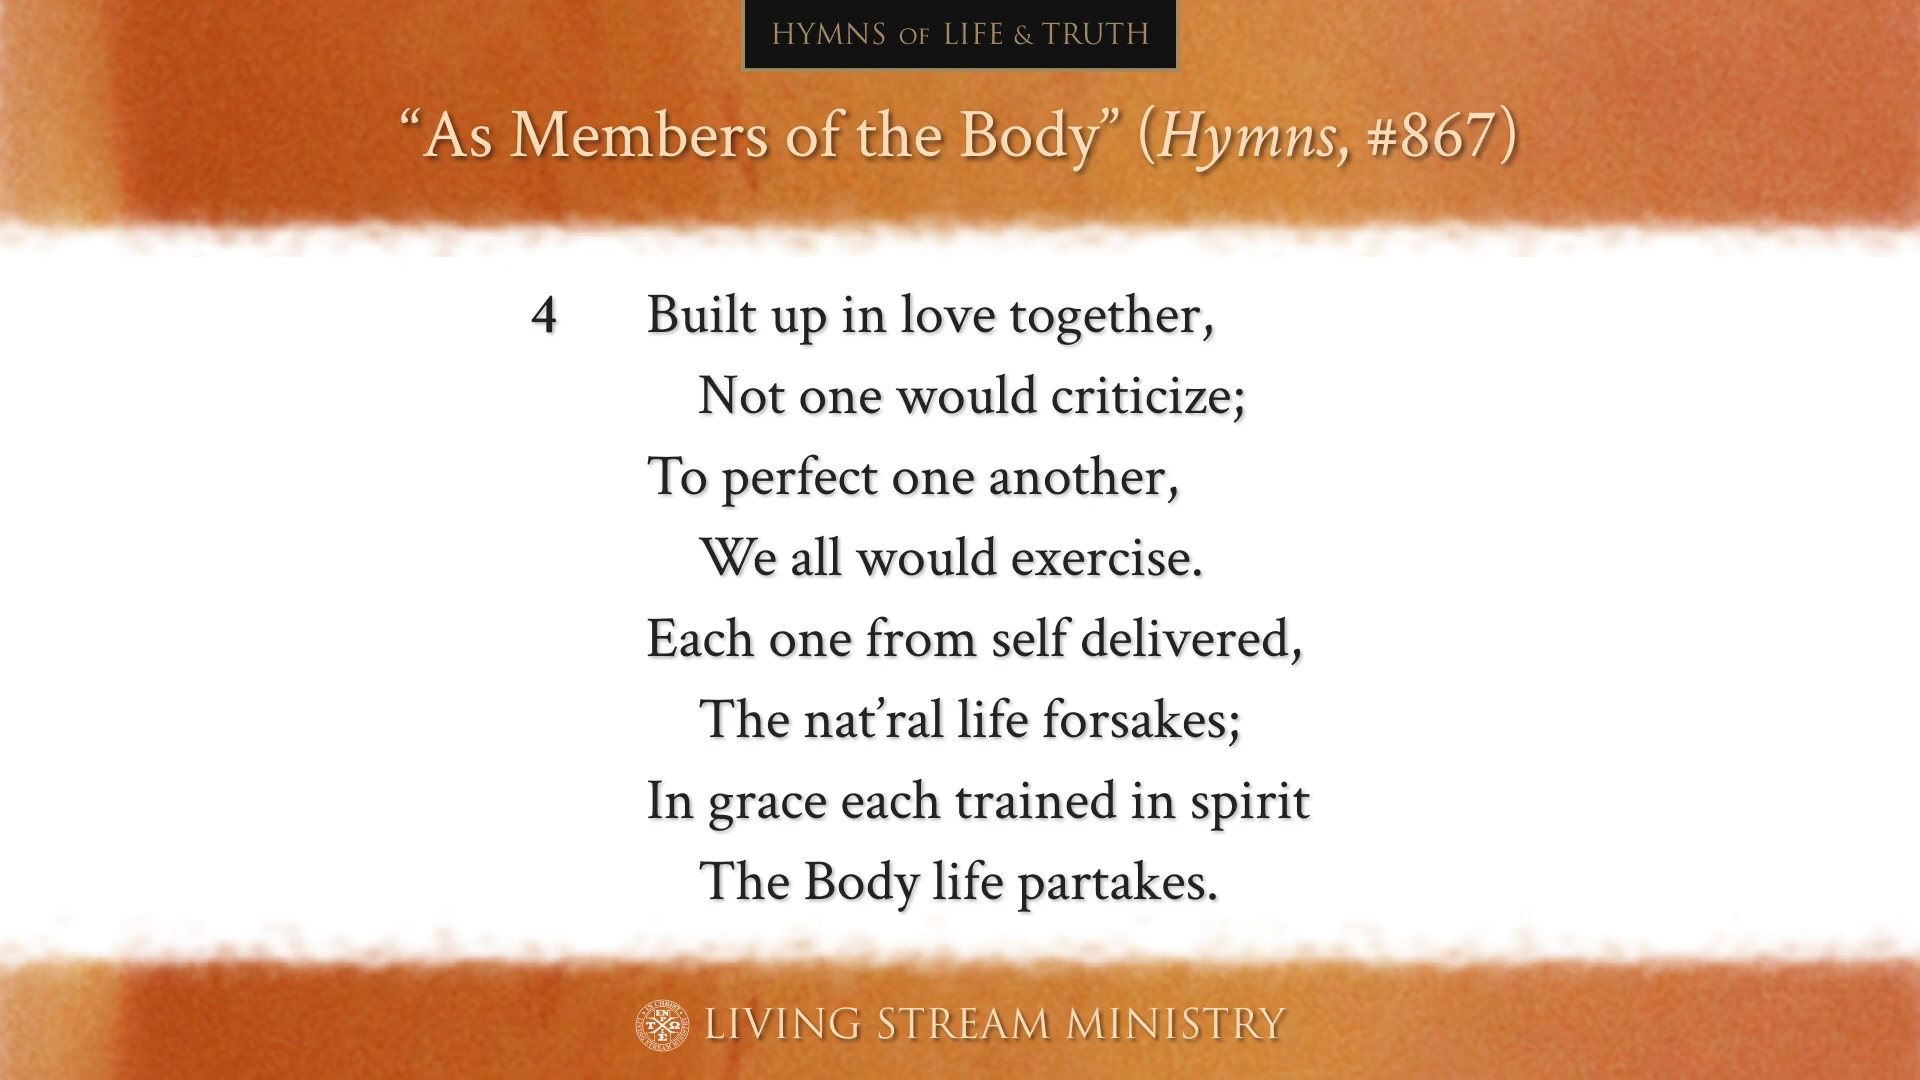 HYMNS OF LIFE & TRUTH
“As Members of the Body” (Hymns, #867)
4 Built up in love together,
Not one would criticize;
To perfect one another,
We all would exercise.
Each one from self delivered,
The nat’ral life forsakes;
In grace each trained in spirit
The Body life partakes.
LIVING STREAM MINISTRY